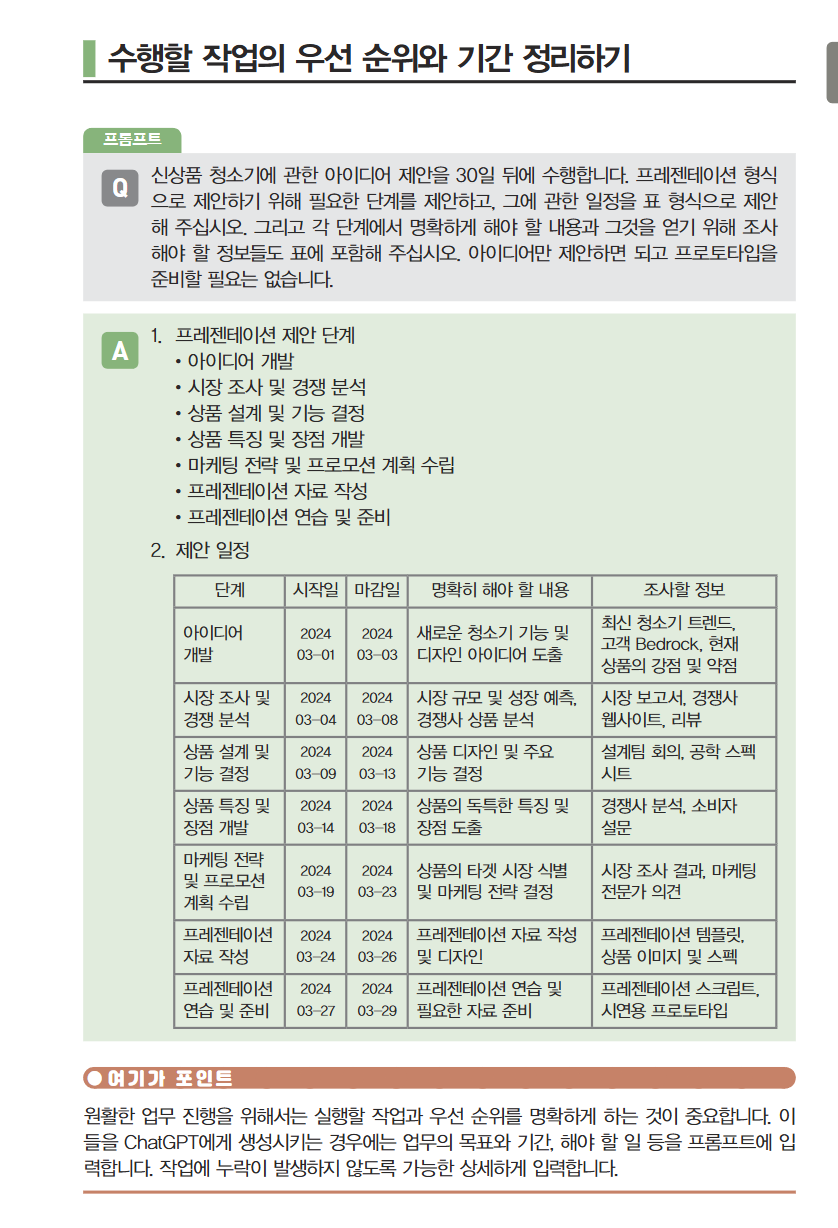 수행할 작업의 우선 순위와 기간 정리하기
프롬프트
Q
신상품 청소기에 관한 아이디어 제안을 30일 뒤에 수행합니다. 프레젠테이션 형식
으로 제안하기 위해 필요한 단계를 제안하고, 그에 관한 일정을 표 형식으로 제안
해 주십시오. 그리고 각 단계에서 명확하게 해야 할 내용과 그것을 얻기 위해 조사
해야 할 정보들도 표에 포함해 주십시오. 아이디어만 제안하면 되고 프로토타입을
준비할 필요는 없습니다.
A
1. 프레젠테이션 제안 단계
• 아이디어 개발
• 시장 조사 및 경쟁 분석
• 상품 설계 및 기능 결정
• 상품 특징 및 장점 개발
• 마케팅 전략 및 프로모션 계획 수립
• 프레젠테이션 자료 작성
• 프레젠테이션 연습 및 준비
2. 제안 일정
단계 시작일 마감일 명확히 해야 할 내용 조사할 정보
아이디어
개발
2024
03-01
2024
03-03
새로운 청소기 기능 및
디자인 아이디어 도출
최신 청소기 트렌드,
고객 Bedrock, 현재
상품의 강점 및 약점
시장 조사 및
경쟁 분석
2024
03-04
2024
03-08
시장 규모 및 성장 예측,
경쟁사 상품 분석
시장 보고서, 경쟁사
웹사이트, 리뷰
상품 설계 및
기능 결정
2024
03-09
2024
03-13
상품 디자인 및 주요
기능 결정
설계팀 회의, 공학 스펙
시트
상품 특징 및
장점 개발
2024
03-14
2024
03-18
상품의 독특한 특징 및
장점 도출
경쟁사 분석, 소비자
설문
마케팅 전략
및 프로모션
계획 수립
2024
03-19
2024
03-23
상품의 타겟 시장 식별
및 마케팅 전략 결정
시장 조사 결과, 마케팅
전문가 의견
프레젠테이션
자료 작성
2024
03-24
2024
03-26
프레젠테이션 자료 작성
및 디자인
프레젠테이션 템플릿,
상품 이미지 및 스펙
프레젠테이션
연습 및 준비
2024
03-27
2024
03-29
프레젠테이션 연습 및
필요한 자료 준비
프레젠테이션 스크립트,
시연용 프로토타입
여기가 포인트
원활한 업무 진행을 위해서는 실행할 작업과 우선 순위를 명확하게 하는 것이 중요합니다. 이
들을 ChatGPT에게 생성시키는 경우에는 업무의 목표와 기간, 해야 할 일 등을 프롬프트에 입
력합니다. 작업에 누락이 발생하지 않도록 가능한 상세하게 입력합니다.